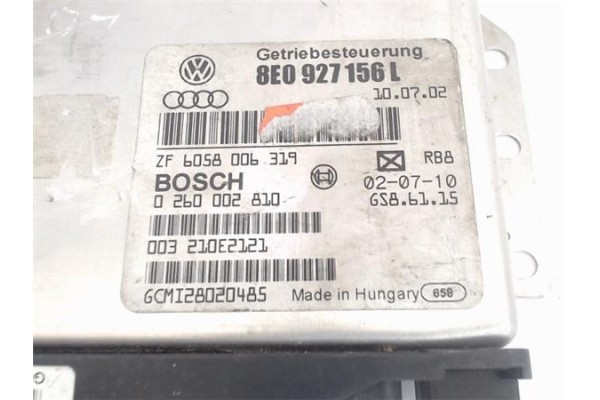 Getriebesteuerung
8E0 927 156 L
10.07.02
ZF 6058 006 319
RB8
BOSCH
02-07-10
0 260 002 810
GS8.61.15
003 210E2121
GCMI28020485
Made in Hungary 658